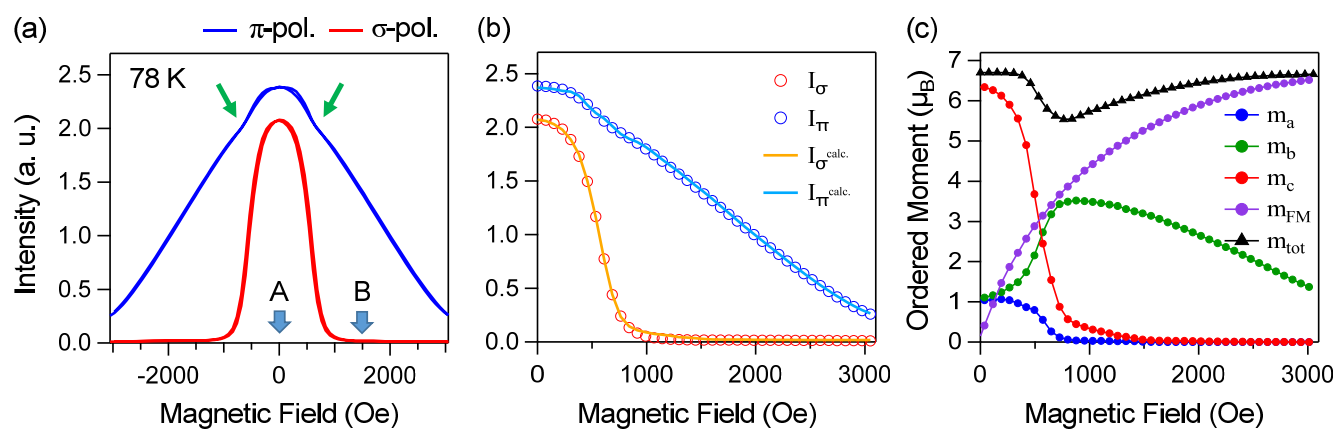 (a) π-pol. σ-pol.
78 K
2.5
2.0
1.5
1.0
0.5
0.0
Intensity (a. u.)
A B
-2000 0 2000
Magnetic Field (Oe)
(b)
2.5
2.0
1.5
1.0
0.5
0.0
Iσ
Iπ
Iσcalc.
Iπcalc.
0 1000 2000 3000
Magnetic Field (Oe)
(c)
7
6
5
4
3
2
1
0
Ordered Moment (μB)
ma
mb
mc
mFM
mtot
0 1000 2000 3000
Magnetic Field (Oe)